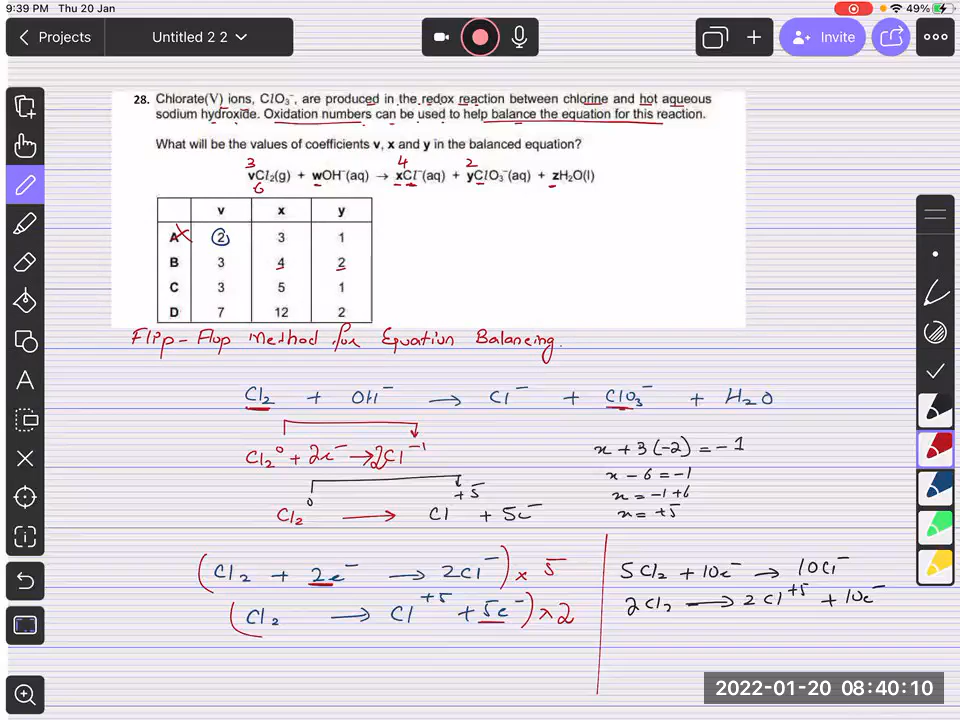 9:39 PM Thu 20 Jan
49%
Projects
Untitled 2 2
Invite
28. Chlorate(V) ions, ClO₃⁻, are produced in the redox reaction between chlorine and hot aqueous
sodium hydroxide. Oxidation numbers can be used to help balance the equation for this reaction.
What will be the values of coefficients v, x and y in the balanced equation?
3 4 2
vCl₂(g) + wOH⁻(aq) → xCl⁻(aq) + yClO₃⁻(aq) + zH₂O(l)
6
v x y
A 2 3 1
B 3 4 2
C 3 5 1
D 7 12 2
Flip-Flop Method for Equation Balancing.
Cl₂ + OH⁻ → Cl⁻ + ClO₃⁻ + H₂O
Cl₂⁰ + 2e⁻ → 2Cl⁻¹
x + 3(-2) = -1
x - 6 = -1
x = -1+6
x = +5
0 +5
Cl₂ → Cl + 5e⁻
(Cl₂ + 2e⁻ → 2Cl⁻) × 5
(Cl₂ → Cl⁺⁵ + 5e⁻) × 2
5Cl₂ + 10e⁻ → 10Cl⁻
2Cl₂ → 2Cl⁺⁵ + 10e⁻
A
2022-01-20 08:40:10